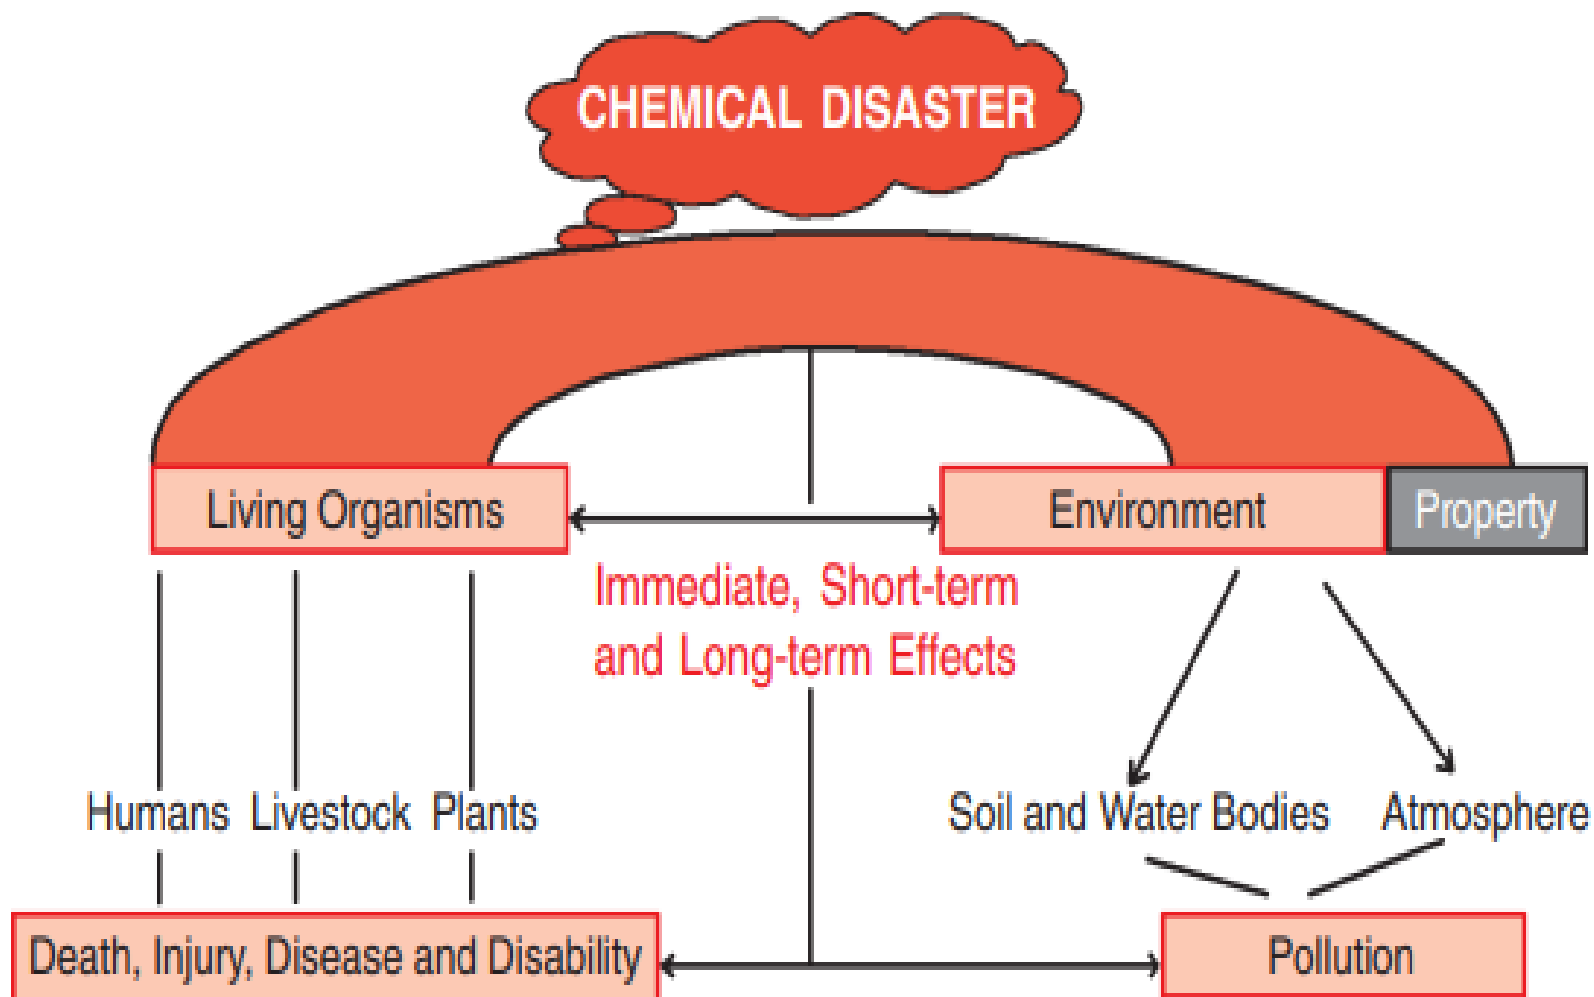 CHEMICAL DISASTER
Living Organisms
Environment
Property
Immediate, Short-term
and Long-term Effects
Humans Livestock Plants
Soil and Water Bodies
Atmosphere
Death, Injury, Disease and Disability
Pollution